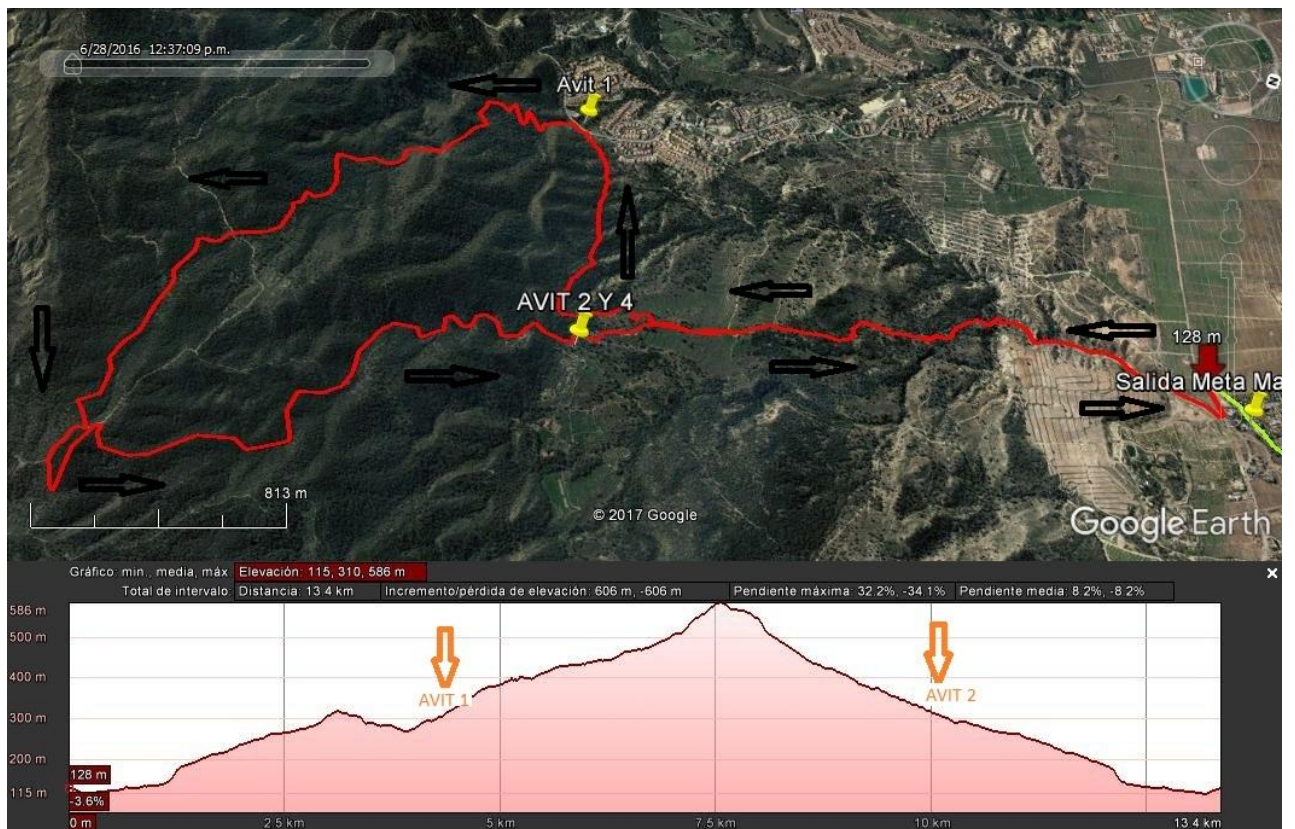 6/28/2016 12:37:09 p.m.
Avit 1
N
AVIT 2 Y 4
128 m
Salida Meta Ma
813 m
© 2017 Google
Google Earth
Gráfico: min., media, máx Elevación: 115, 310, 586 m
Total de intervalo: Distancia: 13.4 km Incremento/pérdida de elevación: 606 m, -606 m Pendiente máxima: 32.2%, -34.1% Pendiente media: 8.2%, -8.2%
586 m
500 m
400 m
AVIT 1
AVIT 2
300 m
200 m
128 m
115 m
-3.6%
0 m 2.5 km 5 km 7.5 km 10 km 13.4 km